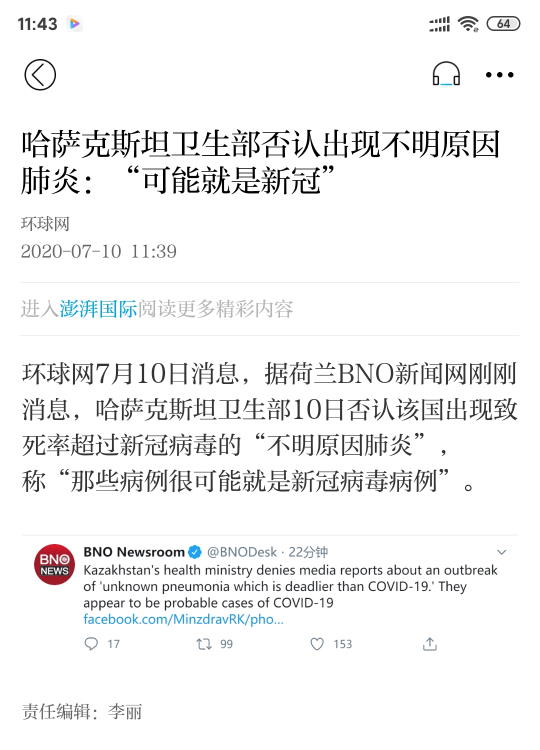 11:43
64
哈萨克斯坦卫生部否认出现不明原因
肺炎：“可能就是新冠”
环球网
2020-07-10 11:39
进入澎湃国际阅读更多精彩内容
环球网7月10日消息，据荷兰BNO新闻网刚刚
消息，哈萨克斯坦卫生部10日否认该国出现致
死率超过新冠病毒的“不明原因肺炎”，
称“那些病例很可能就是新冠病毒病例”。
BNO Newsroom @BNODesk · 22分钟
BNO
NEWS
Kazakhstan's health ministry denies media reports about an outbreak
of 'unknown pneumonia which is deadlier than COVID-19.' They
appear to be probable cases of COVID-19
facebook.com/MinzdravRK/pho...
17 99 153
责任编辑：李丽